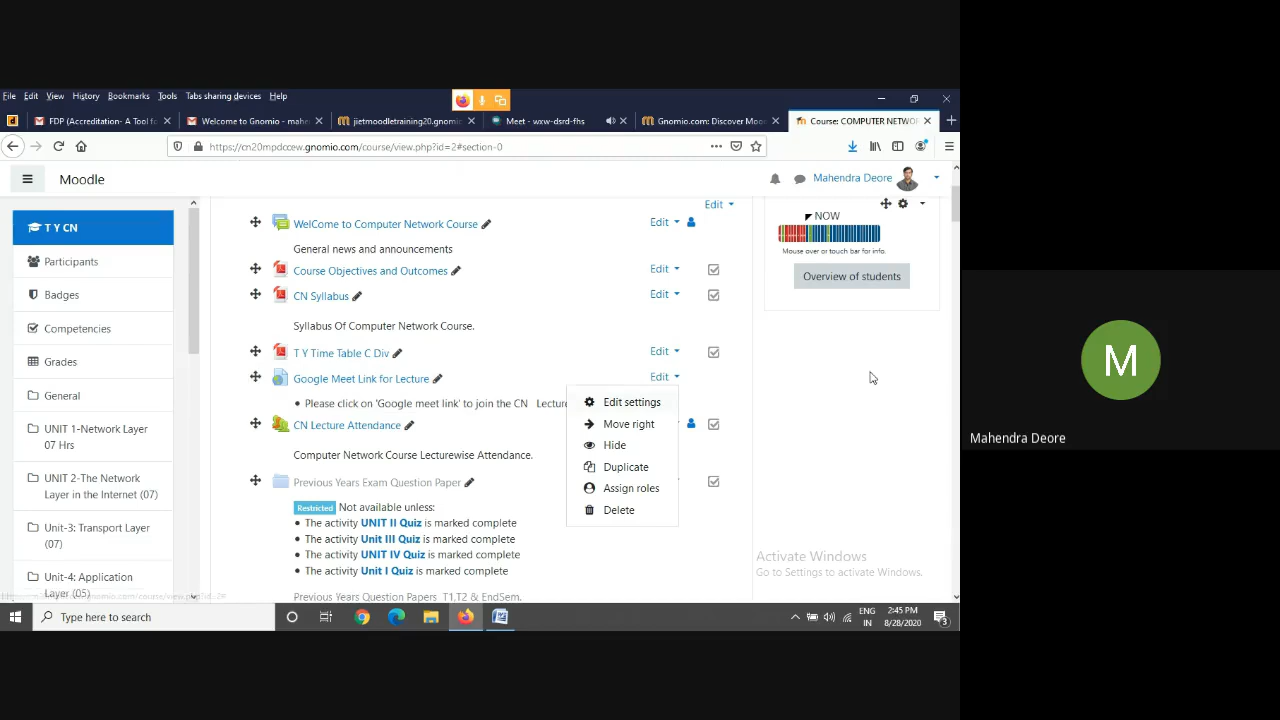 File Edit View History Bookmarks Tools Tabs sharing devices Help
FDP (Accreditation- A Tool fo
Welcome to Gnomio - mahe
jietmoodletraining20.gnomic
Meet - wxw-dsrd-fhs
Gnomio.com: Discover Moo
Course: COMPUTER NETWOR
https://cn20mpdccew.gnomio.com/course/view.php?id=2#section-0
Moodle
Mahendra Deore
T Y CN
Participants
Badges
Competencies
Grades
General
UNIT 1-Network Layer
07 Hrs
UNIT 2-The Network
Layer in the Internet (07)
Unit-3: Transport Layer
(07)
Unit-4: Application
Layer (05)
Edit
WelCome to Computer Network Course
Edit
General news and announcements
Course Objectives and Outcomes
Edit
CN Syllabus
Edit
Syllabus Of Computer Network Course.
T Y Time Table C Div
Edit
Google Meet Link for Lecture
Edit
• Please click on 'Google meet link' to join the CN Lectur
CN Lecture Attendance
Computer Network Course Lecturewise Attendance.
Previous Years Exam Question Paper
Restricted Not available unless:
• The activity UNIT II Quiz is marked complete
• The activity Unit III Quiz is marked complete
• The activity UNIT IV Quiz is marked complete
• The activity Unit I Quiz is marked complete
Previous Years Question Papers T1,T2 & EndSem.
Edit settings
Move right
Hide
Duplicate
Assign roles
Delete
NOW
Mouse over or touch bar for info.
Overview of students
Activate Windows
Go to Settings to activate Windows.
Type here to search
ENG
IN
2:45 PM
8/28/2020
3
M
Mahendra Deore